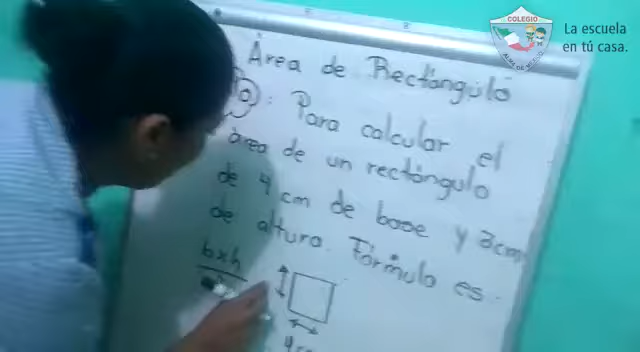 COLEGIO
La escuela
en tú casa.
Área de Rectángulo
a): Para calcular el
área de un rectángulo
de 4 cm de base y 3cm
de altura. Fórmula es.
bxh
4 c